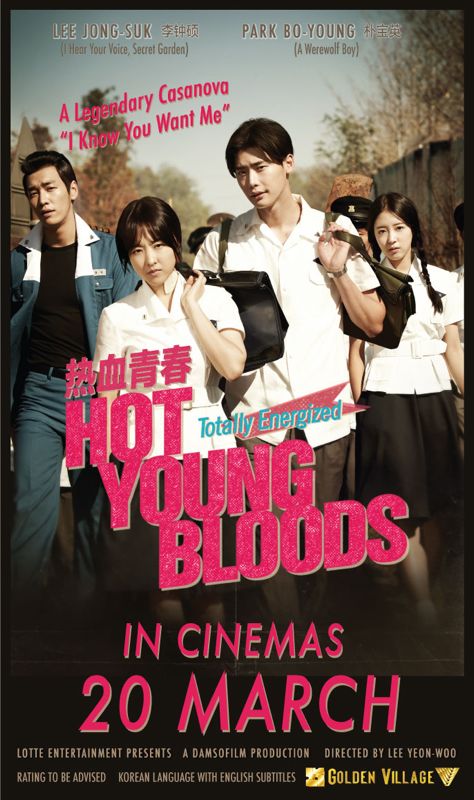 LEE JONG-SUK 李钟硕
(I Hear Your Voice, Secret Garden)
PARK BO-YOUNG 朴宝英
(A Werewolf Boy)
A Legendary Casanova
“I Know You Want Me”
热血青春
HOT
Totally Energized
YOUNG
BLOODS
IN CINEMAS
20 MARCH
LOTTE ENTERTAINMENT PRESENTS A DAMSOFILM PRODUCTION DIRECTED BY LEE YEON-WOO
RATING TO BE ADVISED KOREAN LANGUAGE WITH ENGLISH SUBTITLES GOLDEN VILLAGE